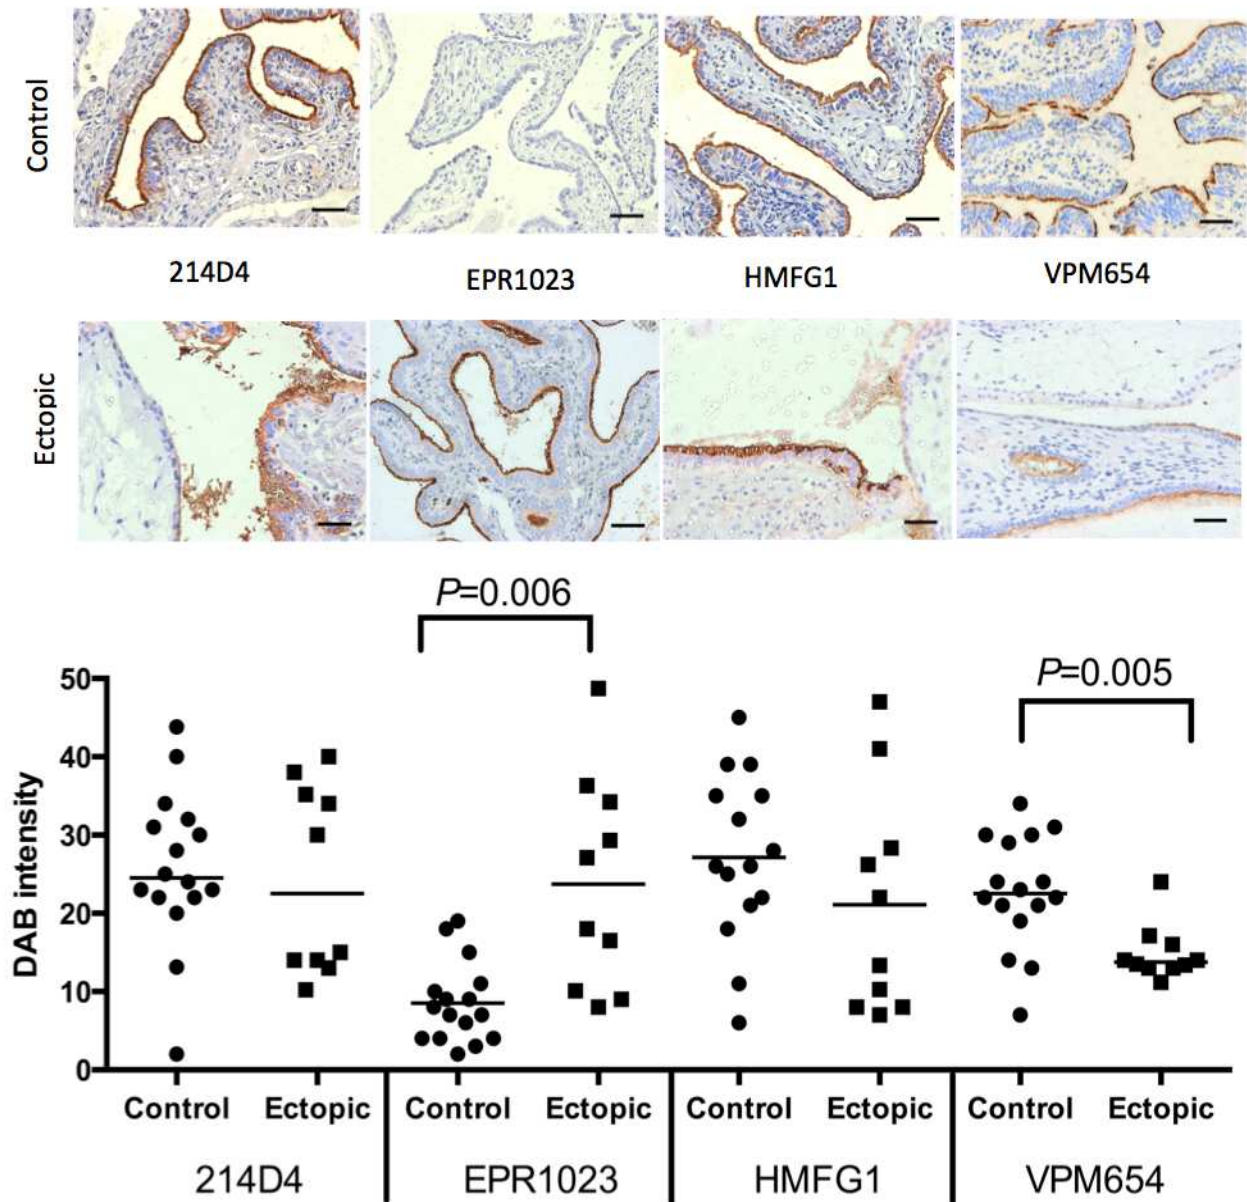 Control
214D4 EPR1023 HMFG1 VPM654
Ectopic
P=0.006
P=0.005
DAB intensity
50
40
30
20
10
0
Control Ectopic Control Ectopic Control Ectopic Control Ectopic
214D4 EPR1023 HMFG1 VPM654